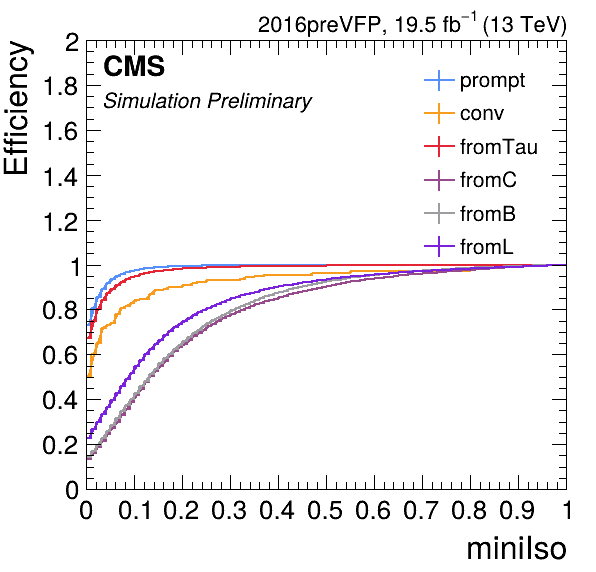 2016preVFP, 19.5 fb⁻¹ (13 TeV)
CMS
Simulation Preliminary
prompt
conv
fromTau
fromC
fromB
fromL
Efficiency
2
1.8
1.6
1.4
1.2
1
0.8
0.6
0.4
0.2
0
0 0.1 0.2 0.3 0.4 0.5 0.6 0.7 0.8 0.9 1
miniIso